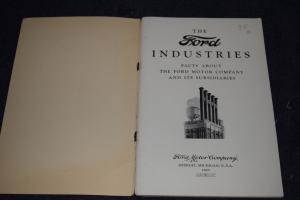 THE
Ford
INDUSTRIES
FACTS ABOUT
THE FORD MOTOR COMPANY
AND ITS SUBSIDIARIES
Ford Motor Company,
DETROIT, MICHIGAN, U.S.A.